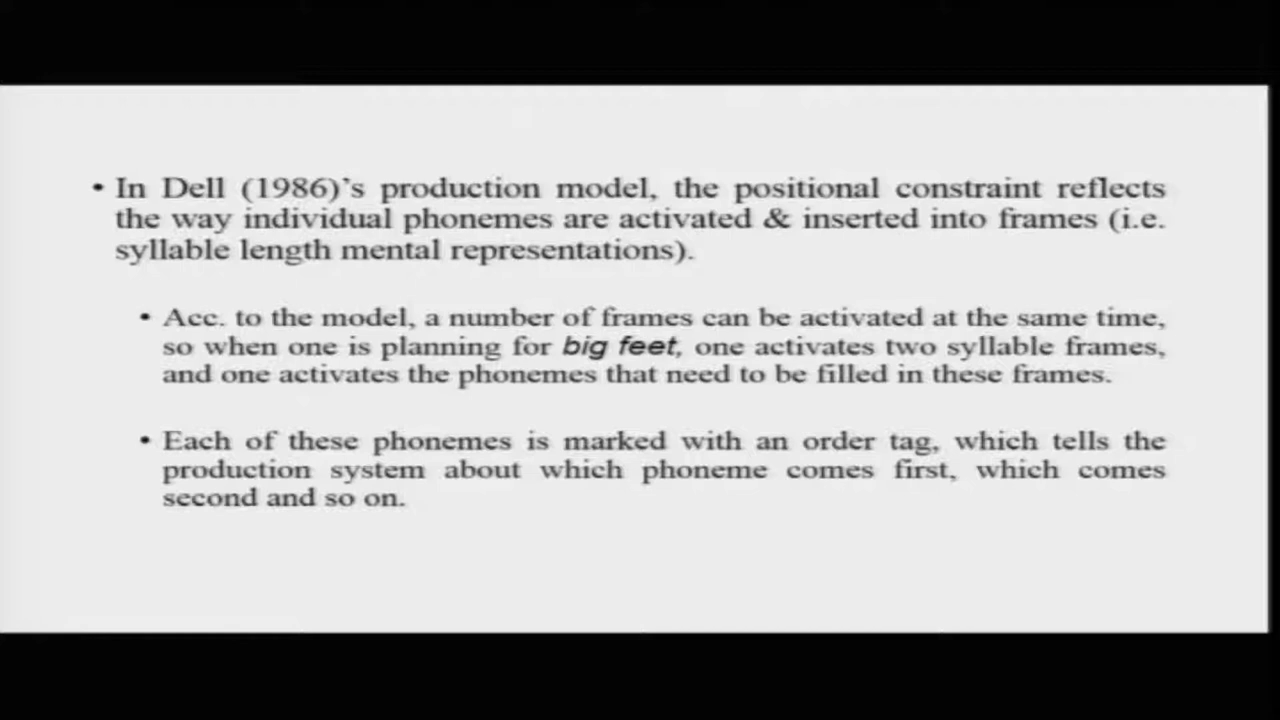 • In Dell (1986)'s production model, the positional constraint reflects
the way individual phonemes are activated & inserted into frames (i.e.
syllable length mental representations).
• Acc. to the model, a number of frames can be activated at the same time,
so when one is planning for big feet, one activates two syllable frames,
and one activates the phonemes that need to be filled in these frames.
• Each of these phonemes is marked with an order tag, which tells the
production system about which phoneme comes first, which comes
second and so on.